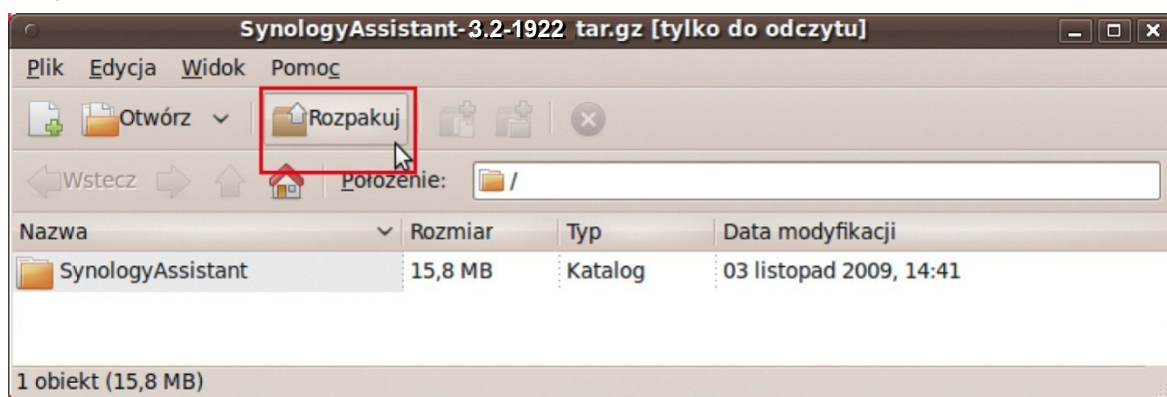 SynologyAssistant-3.2-1922 tar.gz [tylko do odczytu]
Plik Edycja Widok Pomoc
Otwórz Rozpakuj
Wstecz Położenie: /
Nazwa Rozmiar Typ Data modyfikacji
SynologyAssistant 15,8 MB Katalog 03 listopad 2009, 14:41
1 obiekt (15,8 MB)